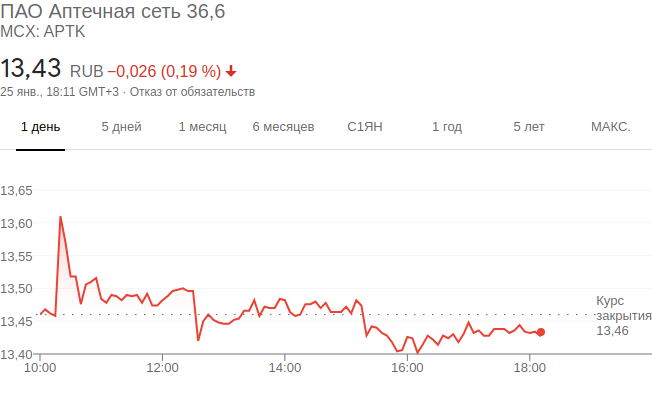 ПАО Аптечная сеть 36,6
MCX: APTK
13,43 RUB −0,026 (0,19 %)
25 янв., 18:11 GMT+3 · Отказ от обязательств
1 день 5 дней 1 месяц 6 месяцев С1ЯН 1 год 5 лет МАКС.
13,65
13,60
13,55
13,50
13,45
13,40
Курс
закрытия
13,46
10:00 12:00 14:00 16:00 18:00